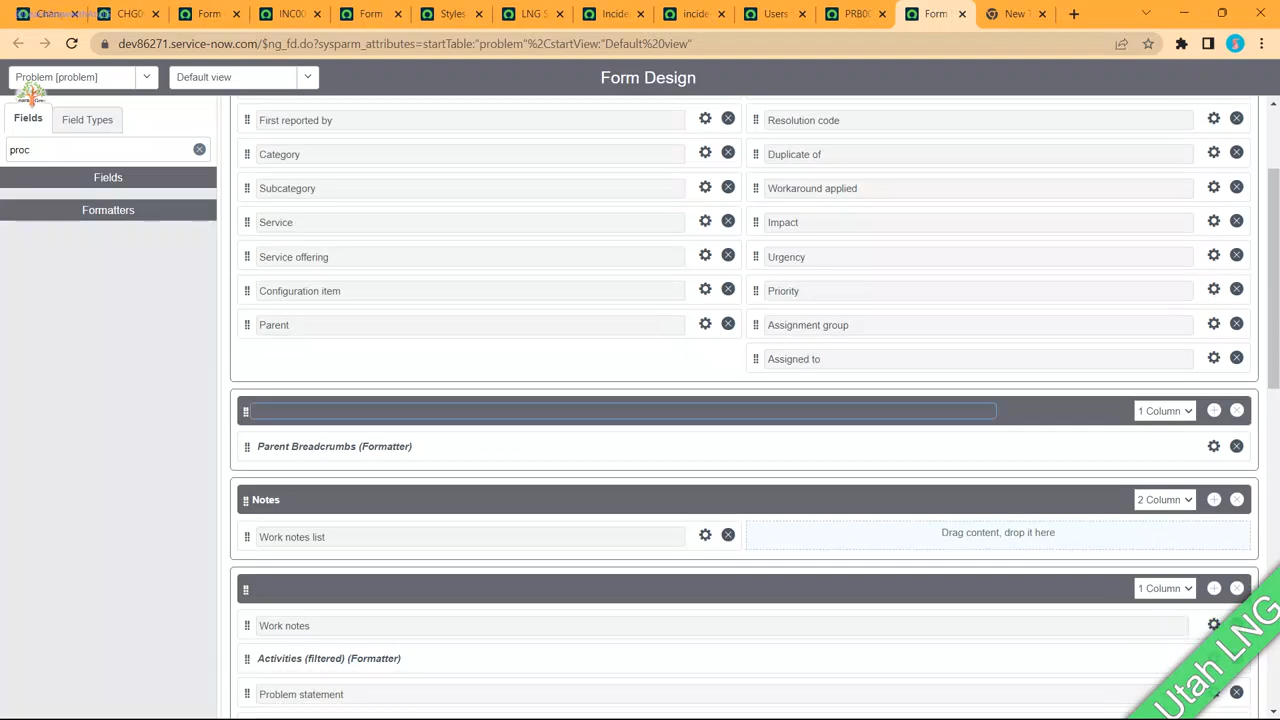 Chan
CHG0
Form
INC00
Form
Styles
LNG S
Incide
incide
Users
PRB00
Form
New T
dev86271.service-now.com/$ng_fd.do?sysparm_attributes=startTable:"problem"%2CstartView:"Default%20view"
Problem [problem]
Default view
Form Design
Fields
Field Types
proc
Fields
Formatters
First reported by
Resolution code
Category
Duplicate of
Subcategory
Workaround applied
Service
Impact
Service offering
Urgency
Configuration item
Priority
Parent
Assignment group
Assigned to
1 Column
Parent Breadcrumbs (Formatter)
Notes
2 Column
Work notes list
Drag content, drop it here
1 Column
Work notes
Activities (filtered) (Formatter)
Problem statement
Utah LNG